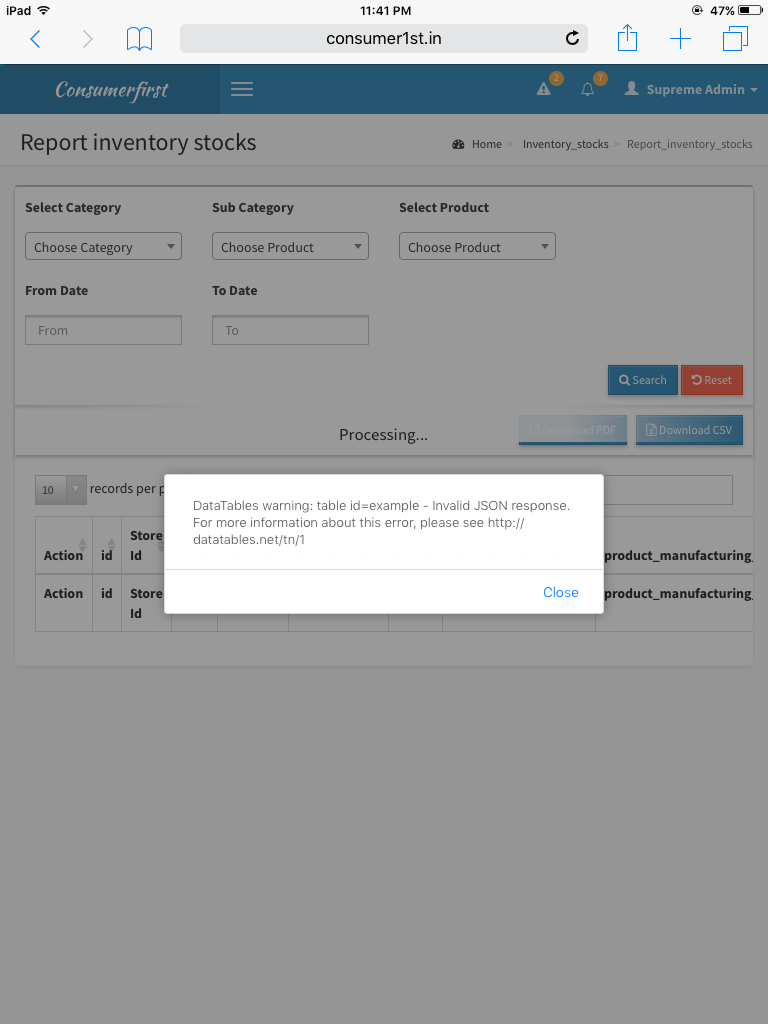 iPad 11:41 PM 47%
consumer1st.in
Consumerfirst 2 7 Supreme Admin
Report inventory stocks Home > Inventory_stocks > Report_inventory_stocks
Select Category Sub Category Select Product
Choose Category Choose Product Choose Product
From Date To Date
From To
Search Reset
Processing... Download PDF Download CSV
10 records per p
DataTables warning: table id=example - Invalid JSON response.
For more information about this error, please see http://
datatables.net/tn/1
Close
Action id Store Id product_manufacturing_
Action id Store Id product_manufacturing_